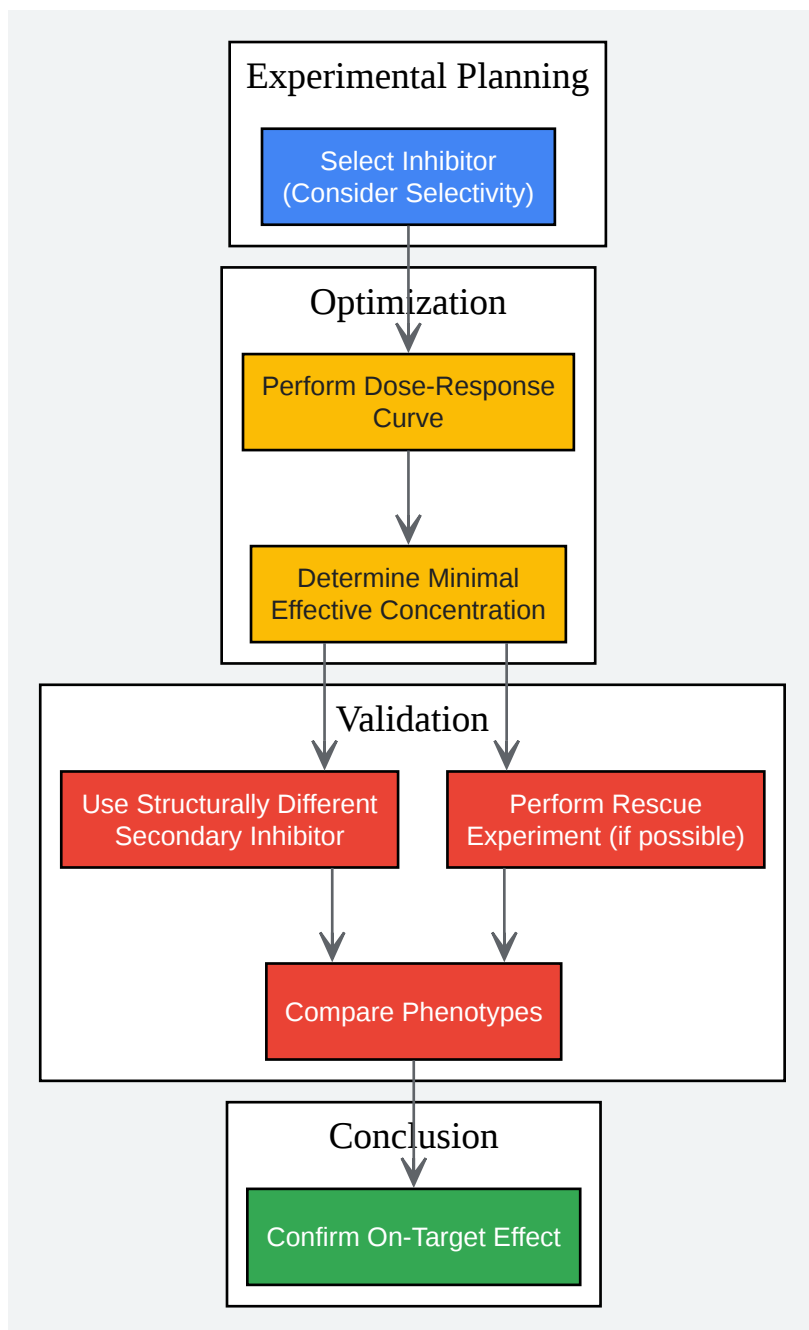 Experimental Planning
Select Inhibitor
(Consider Selectivity)
Optimization
Perform Dose-Response
Curve
Determine Minimal
Effective Concentration
Validation
Use Structurally Different
Secondary Inhibitor
Perform Rescue
Experiment (if possible)
Compare Phenotypes
Conclusion
Confirm On-Target Effect